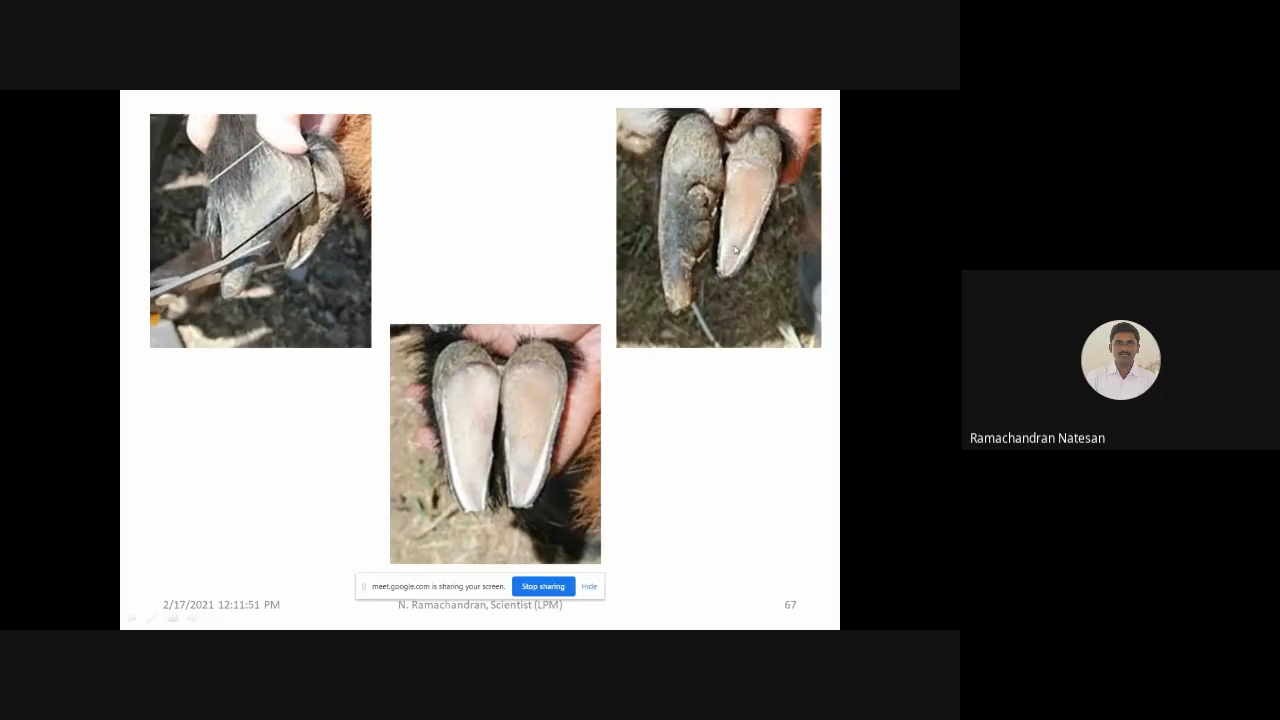 Ramachandran Natesan
meet.google.com is sharing your screen.
Stop sharing
Hide
2/17/2021 12:11:51 PM
N. Ramachandran, Scientist (LPM)
67